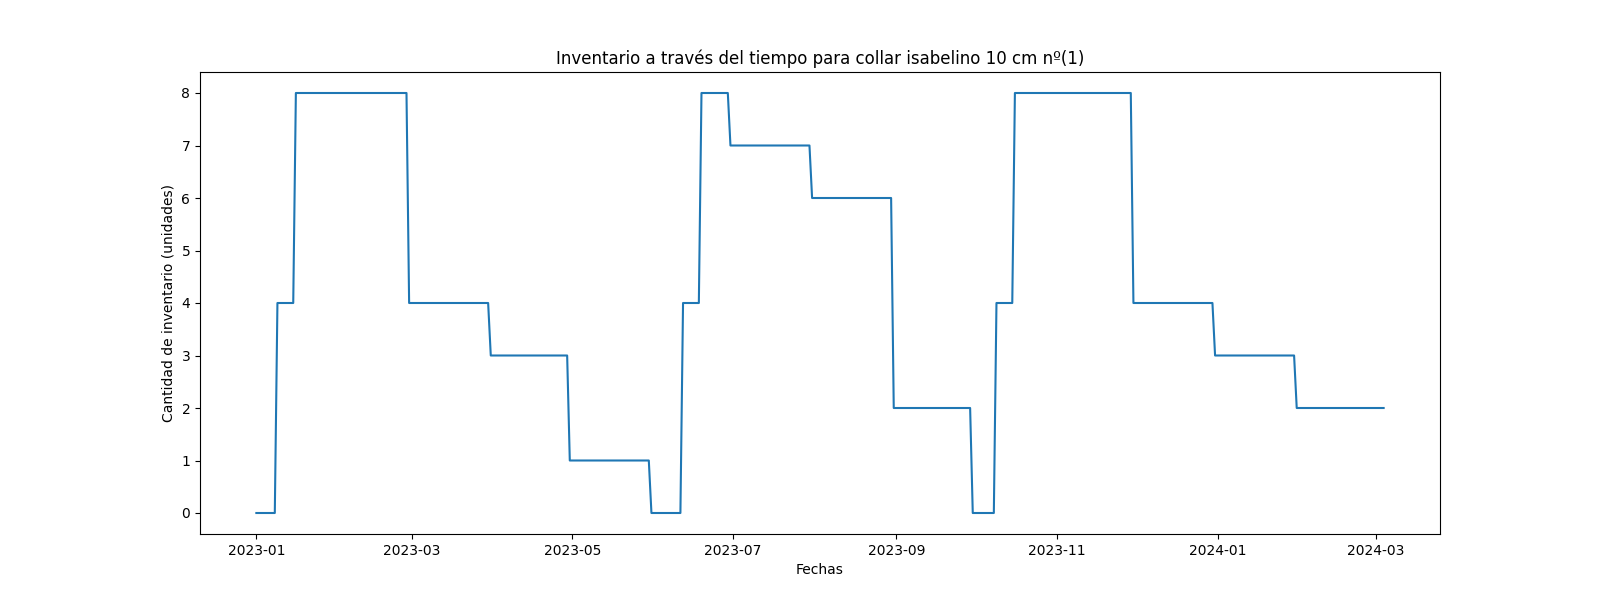 Inventario a través del tiempo para collar isabelino 10 cm nº(1)
Cantidad de inventario (unidades)
8
7
6
5
4
3
2
1
0
2023-01 2023-03 2023-05 2023-07 2023-09 2023-11 2024-01 2024-03
Fechas